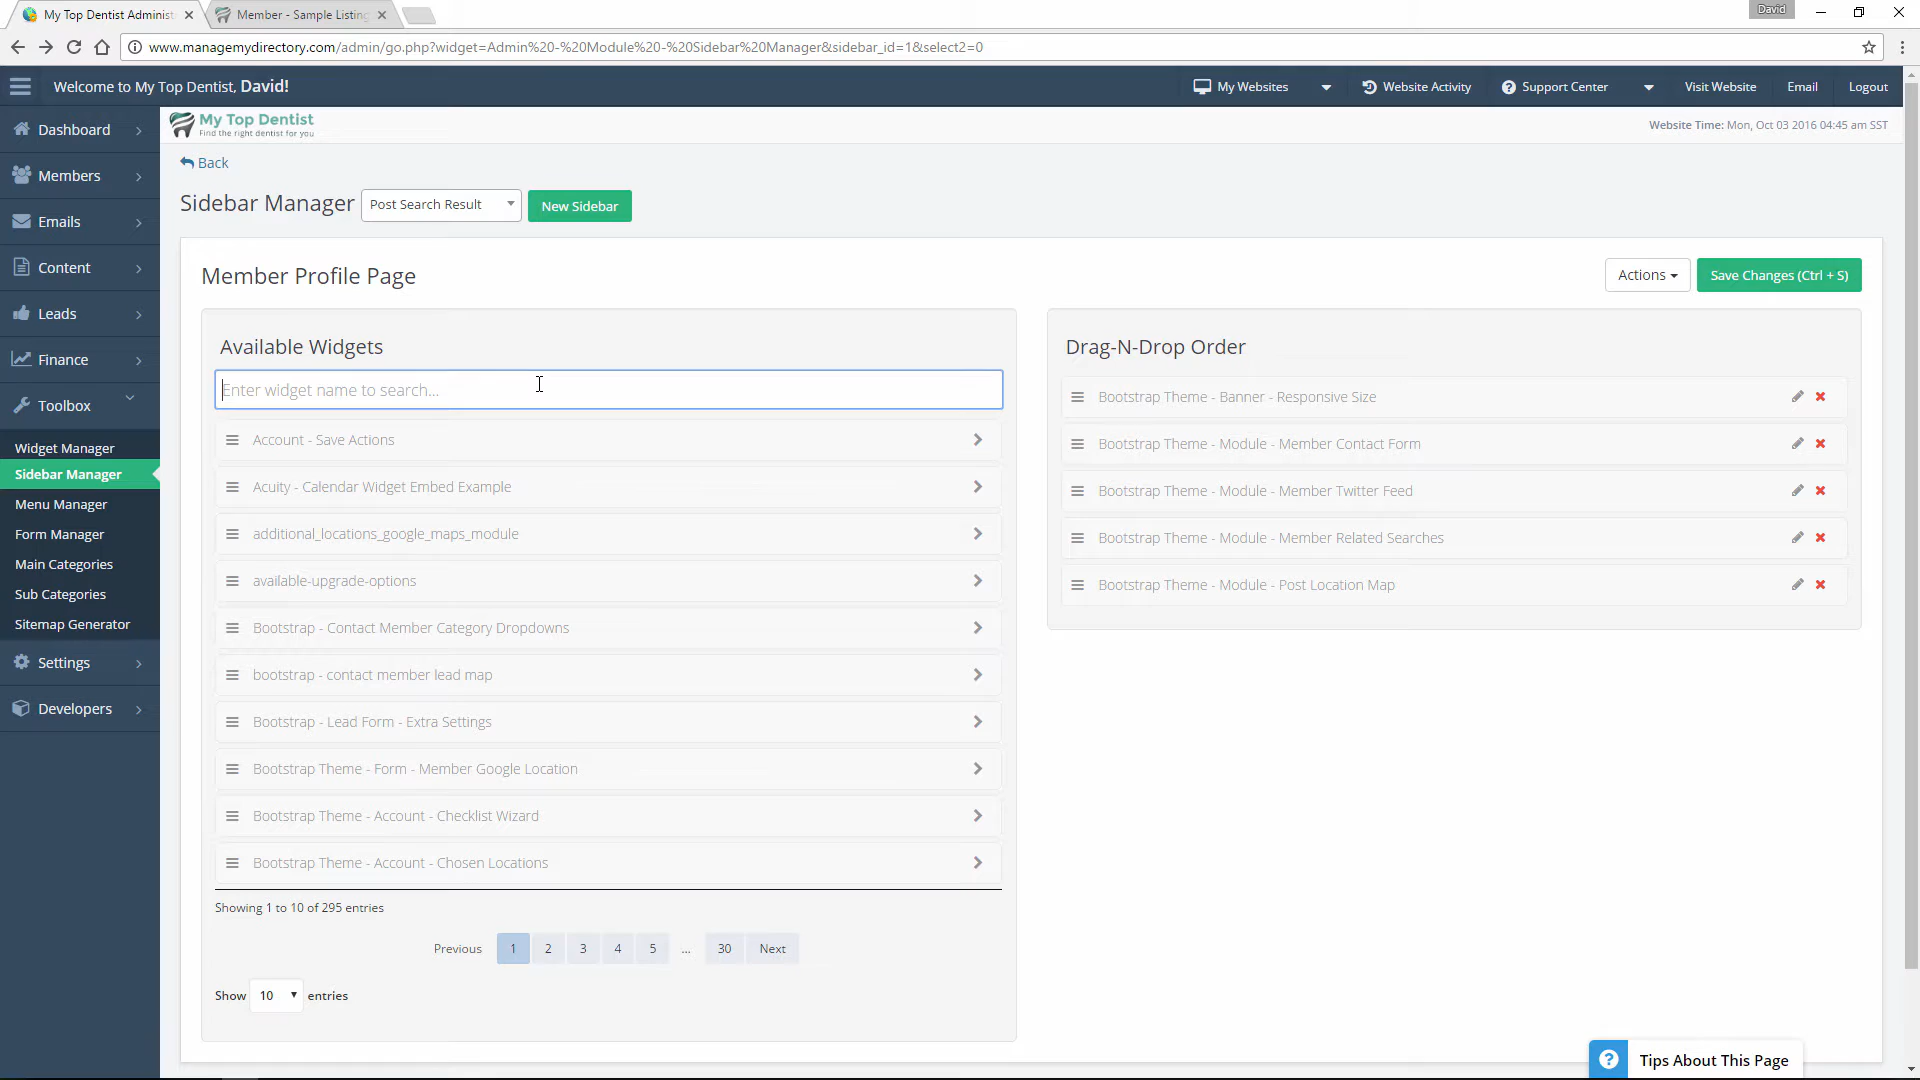 My Top Dentist Administ
Member - Sample Listing
David
www.managemydirectory.com/admin/go.php?widget=Admin%20-%20Module%20-%20Sidebar%20Manager&sidebar_id=1&select2=0
Welcome to My Top Dentist, David!
My Websites
Website Activity
Support Center
Visit Website
Email
Logout
My Top Dentist
Find the right dentist for you
Website Time: Mon, Oct 03 2016 04:45 am SST
Dashboard
Members
Emails
Content
Leads
Finance
Toolbox
Widget Manager
Sidebar Manager
Menu Manager
Form Manager
Main Categories
Sub Categories
Sitemap Generator
Settings
Developers
Back
Sidebar Manager
Post Search Result
New Sidebar
Member Profile Page
Actions
Save Changes (Ctrl + S)
Available Widgets
Enter widget name to search...
Account - Save Actions
Acuity - Calendar Widget Embed Example
additional_locations_google_maps_module
available-upgrade-options
Bootstrap - Contact Member Category Dropdowns
bootstrap - contact member lead map
Bootstrap - Lead Form - Extra Settings
Bootstrap Theme - Form - Member Google Location
Bootstrap Theme - Account - Checklist Wizard
Bootstrap Theme - Account - Chosen Locations
Showing 1 to 10 of 295 entries
Previous 1 2 3 4 5 ... 30 Next
Show 10 entries
Drag-N-Drop Order
Bootstrap Theme - Banner - Responsive Size
Bootstrap Theme - Module - Member Contact Form
Bootstrap Theme - Module - Member Twitter Feed
Bootstrap Theme - Module - Member Related Searches
Bootstrap Theme - Module - Post Location Map
Tips About This Page